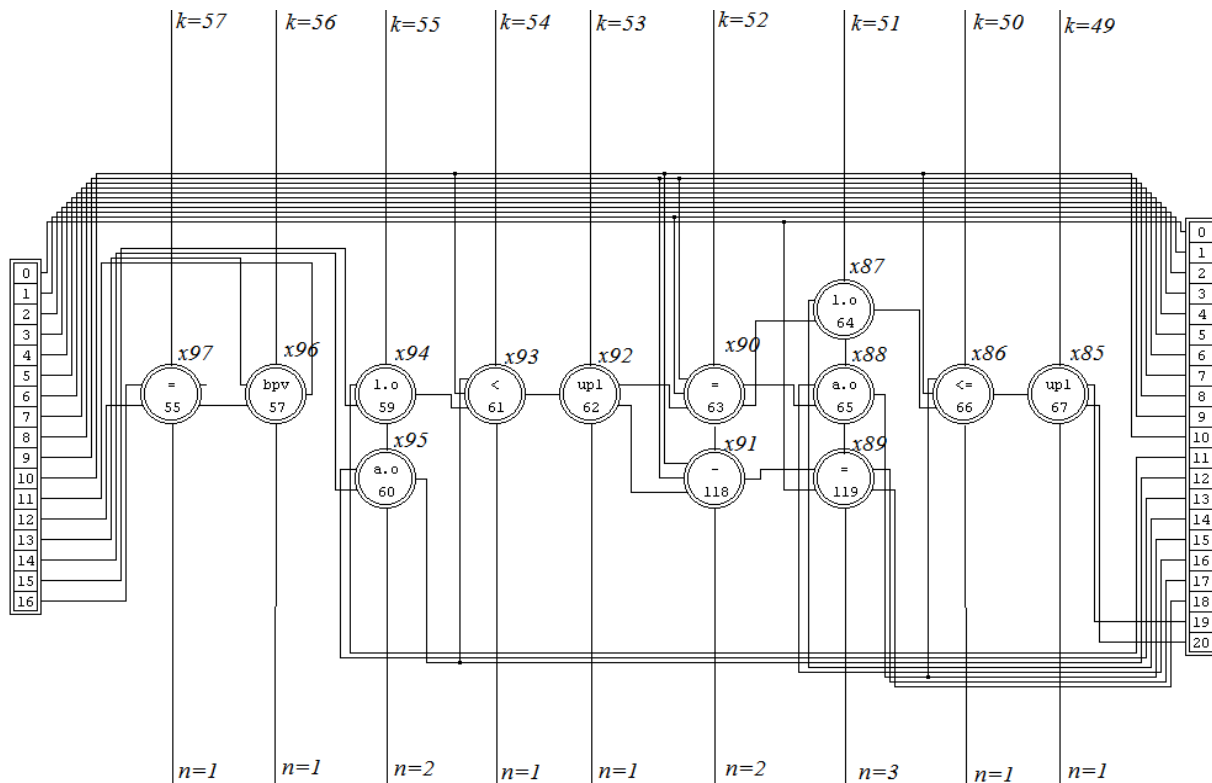 k=57 k=56 k=55 k=54 k=53 k=52 k=51 k=50 k=49
0
1
2
3
4
5
6
7
8
9
10
11
12
13
14
15
16
x97
=
55
x96
bpv
57
x94
l.o
59
x95
a.o
60
x93
<
61
x92
upl
62
x90
=
63
x91
-
118
x87
l.o
64
x88
a.o
65
x89
=
119
x86
<=
66
x85
upl
67
0
1
2
3
4
5
6
7
8
9
10
11
12
13
14
15
16
17
18
19
20
n=1 n=1 n=2 n=1 n=1 n=2 n=3 n=1 n=1